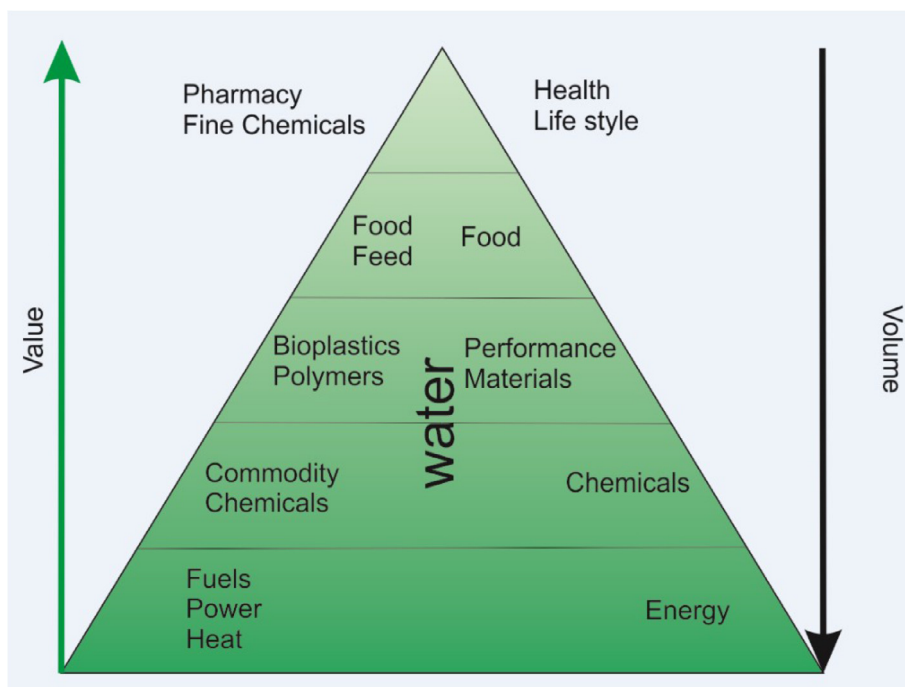 Pharmacy
Fine Chemicals
Health
Life style
Food
Feed
Food
Value
Volume
Bioplastics
Polymers
water
Performance
Materials
Commodity
Chemicals
Chemicals
Fuels
Power
Heat
Energy